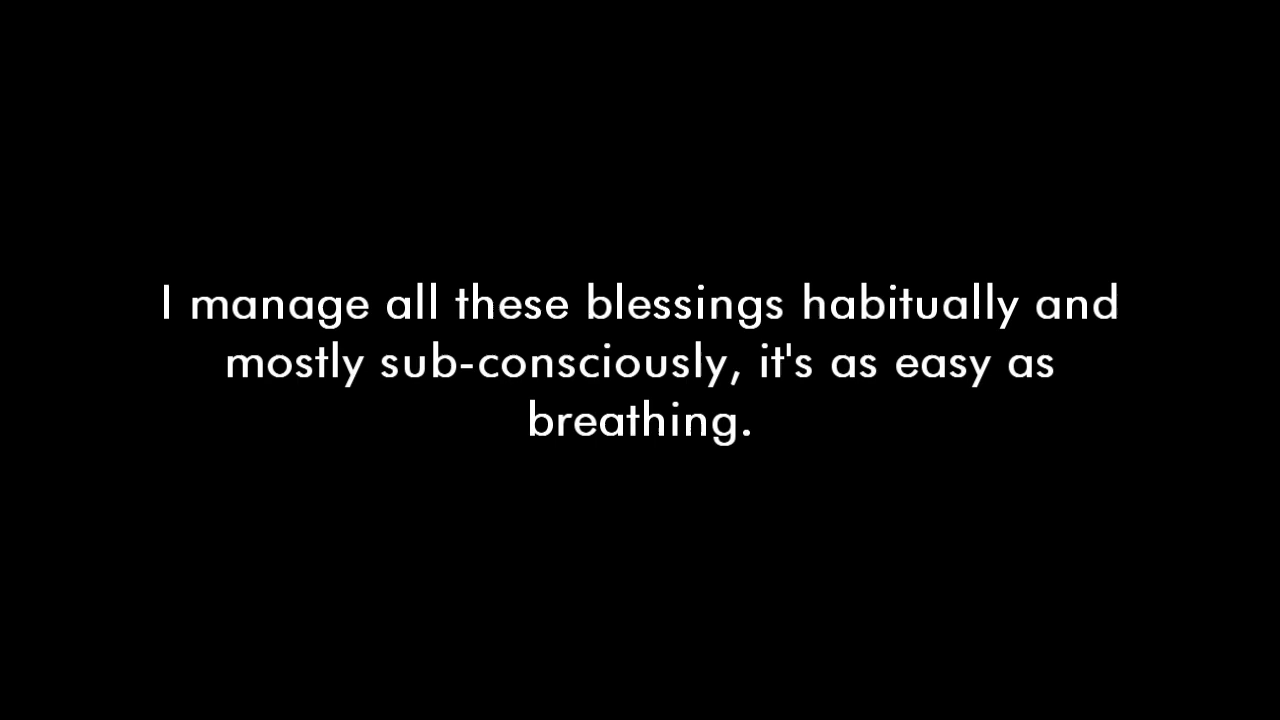 I manage all these blessings habitually and
mostly sub-consciously, it's as easy as
breathing.